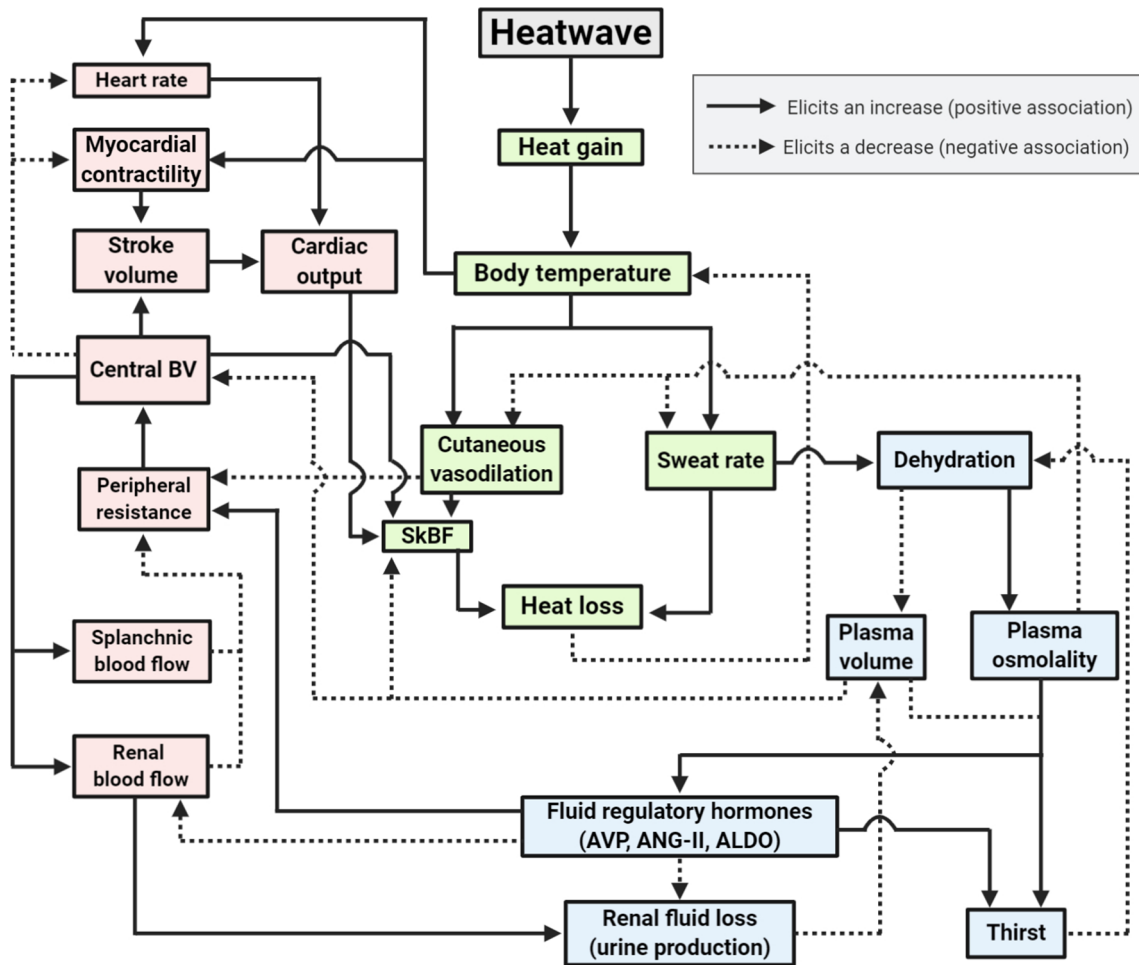 Heatwave
Elicits an increase (positive association)
Elicits a decrease (negative association)
Heart rate
Myocardial
contractility
Heat gain
Stroke
volume
Cardiac
output
Body temperature
Central BV
Cutaneous
vasodilation
Sweat rate
Dehydration
Peripheral
resistance
SkBF
Heat loss
Splanchnic
blood flow
Plasma
volume
Plasma
osmolality
Renal
blood flow
Fluid regulatory hormones
(AVP, ANG-II, ALDO)
Renal fluid loss
(urine production)
Thirst